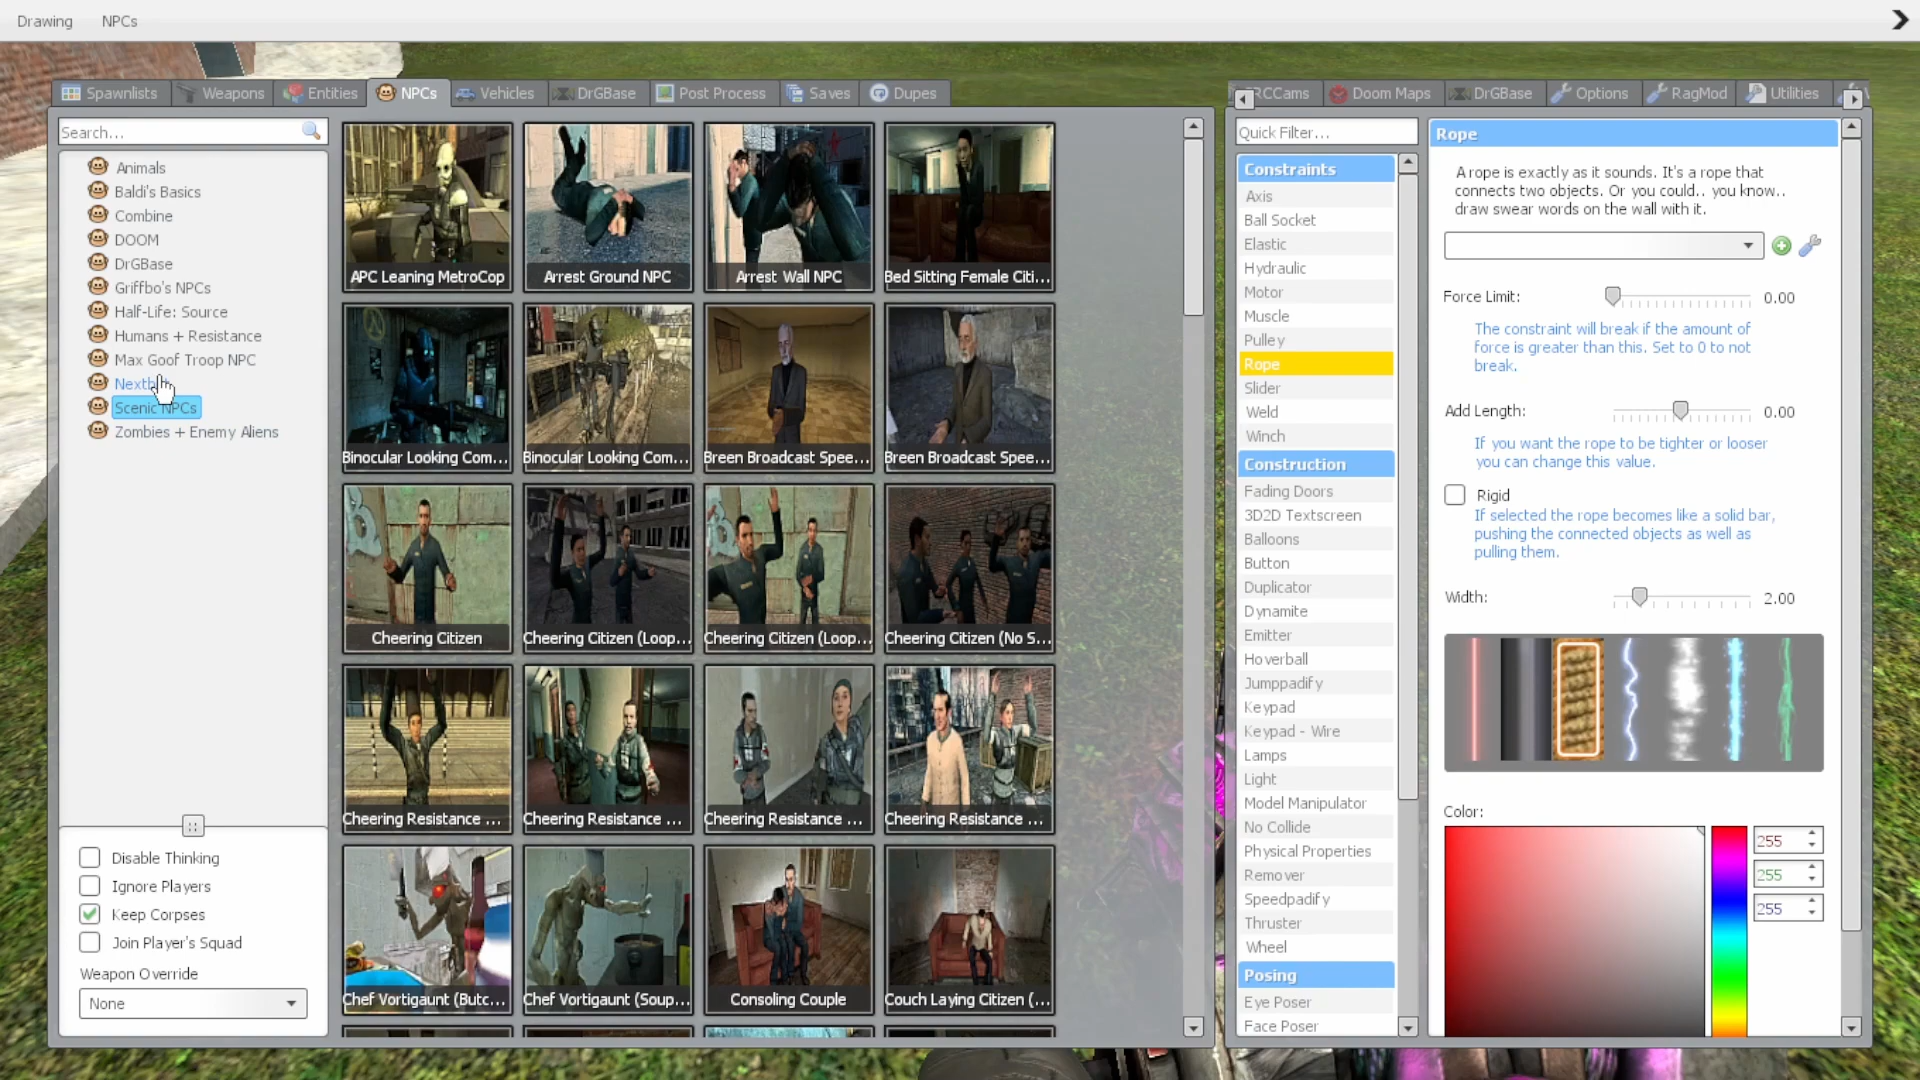 Drawing NPCs
Spawnlists Weapons Entities NPCs Vehicles DrGBase Post Process Saves Dupes
Search...
Animals
Baldi's Basics
Combine
DOOM
DrGBase
Griffbo's NPCs
Half-Life: Source
Humans + Resistance
Max Goof Troop NPC
Scenic NPCs
Zombies + Enemy Aliens
APC Leaning MetroCop
Arrest Ground NPC
Arrest Wall NPC
Bed Sitting Female Citi...
Binocular Looking Com...
Binocular Looking Com...
Breen Broadcast Spee...
Breen Broadcast Spee...
Cheering Citizen
Cheering Citizen (Loop...
Cheering Citizen (Loop...
Cheering Citizen (No S...
Cheering Resistance ...
Cheering Resistance ...
Cheering Resistance ...
Cheering Resistance ...
Chef Vortigaunt (Butc...
Chef Vortigaunt (Soup...
Consoling Couple
Couch Laying Citizen (...
Disable Thinking
Ignore Players
Keep Corpses
Join Player's Squad
Weapon Override
None
RCCams Doom Maps DrGBase Options RagMod Utilities
Quick Filter...
Constraints
Axis
Ball Socket
Elastic
Hydraulic
Motor
Muscle
Pulley
Rope
Slider
Weld
Winch
Construction
Fading Doors
3D2D Textscreen
Balloons
Button
Duplicator
Dynamite
Emitter
Hoverball
Jumppadify
Keypad
Keypad - Wire
Lamps
Light
Model Manipulator
No Collide
Physical Properties
Remover
Speedpadify
Thruster
Wheel
Posing
Eye Poser
Face Poser
Rope
A rope is exactly as it sounds. It's a rope that
connects two objects. Or you could.. you know..
draw swear words on the wall with it.
Force Limit: 0.00
The constraint will break if the amount of
force is greater than this. Set to 0 to not
break.
Add Length: 0.00
If you want the rope to be tighter or looser
you can change this value.
Rigid
If selected the rope becomes like a solid bar,
pushing the connected objects as well as
pulling them.
Width: 2.00
Color:
255
255
255